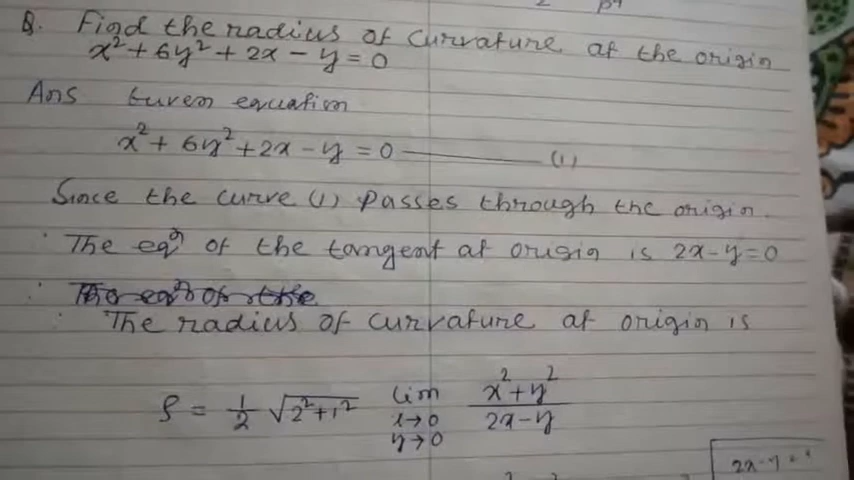 Q. Find the radius of curvature at the origin
x² + 6y² + 2x - y = 0
Ans Given equation
x² + 6y² + 2x - y = 0 ——— (1)
Since the curve (1) passes through the origin.
The eqⁿ of the tangent at origin is 2x-y=0
∴ The radius of curvature at origin is
ρ = 1/2 √(2²+1²) lim x→0 y→0 (x²+y²)/(2x-y)